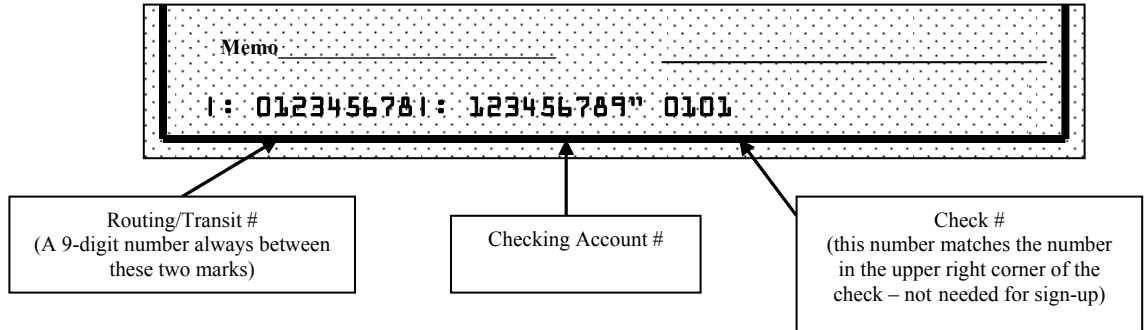 Memo
|: 012345678|: 123456789" 0101
Routing/Transit #
(A 9-digit number always between
these two marks)
Checking Account #
Check #
(this number matches the number
in the upper right corner of the
check – not needed for sign-up)